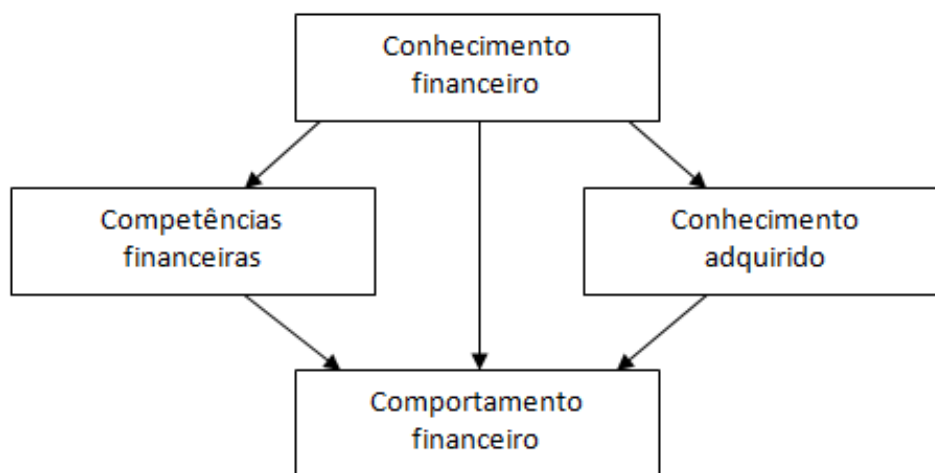 Conhecimento
financeiro
Competências
financeiras
Conhecimento
adquirido
Comportamento
financeiro